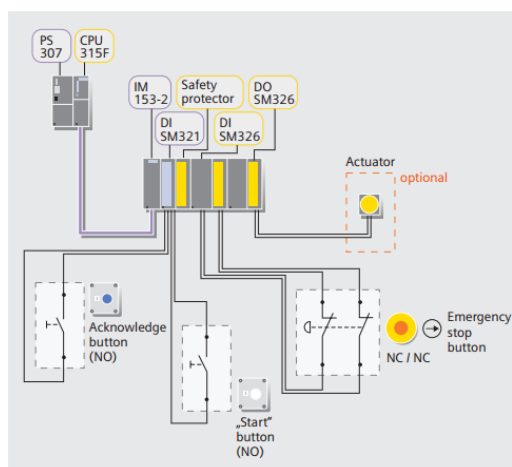 PS
307
CPU
315F
IM
153-2
Safety
protector
DO
SM326
DI
SM321
DI
SM326
Actuator
optional
Acknowledge
button
(NO)
„Start“
button
(NO)
NC / NC
Emergency
stop
button